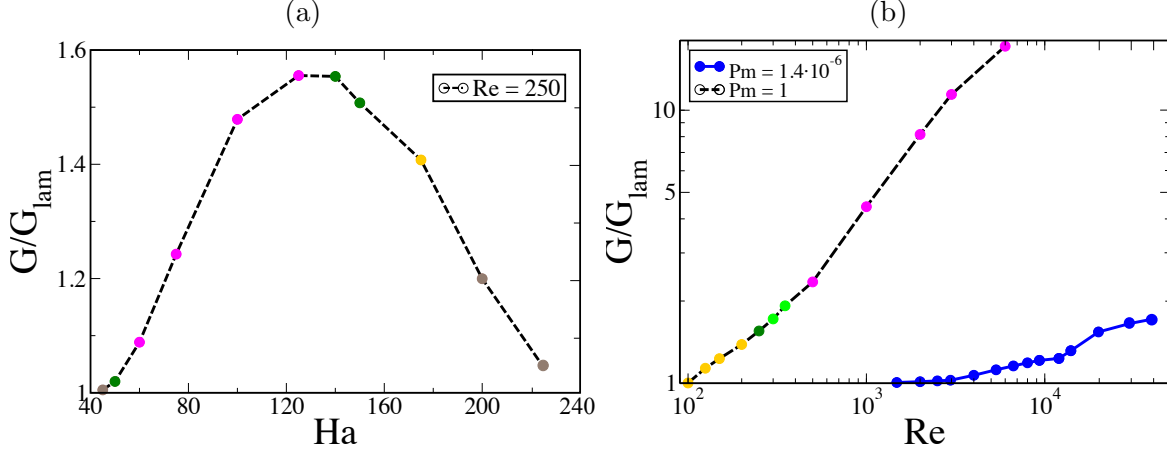 (a)
1.6
1.4
1.2
1
G/G_lam
40
80
120
160
200
240
Ha
Re = 250
(b)
10
5
1
G/G_lam
10^2
10^3
10^4
Re
Pm = 1.4·10^-6
Pm = 1